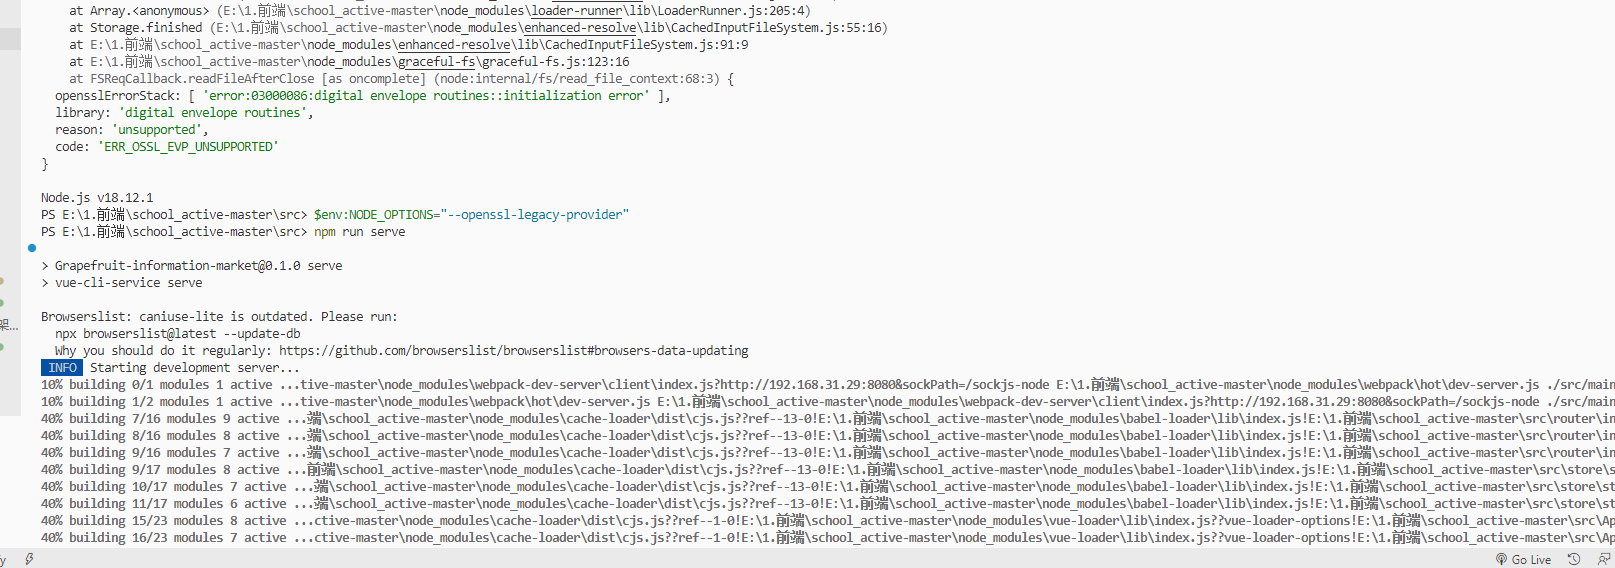 at Array.<anonymous> (E:\1.前端\school_active-master\node_modules\loader-runner\lib\LoaderRunner.js:205:4)
at Storage.finished (E:\1.前端\school_active-master\node_modules\enhanced-resolve\lib\CachedInputFileSystem.js:55:16)
at E:\1.前端\school_active-master\node_modules\enhanced-resolve\lib\CachedInputFileSystem.js:91:9
at E:\1.前端\school_active-master\node_modules\graceful-fs\graceful-fs.js:123:16
at FSReqCallback.readFileAfterClose [as oncomplete] (node:internal/fs/read_file_context:68:3) {
opensslErrorStack: [ 'error:03000086:digital envelope routines::initialization error' ],
library: 'digital envelope routines',
reason: 'unsupported',
code: 'ERR_OSSL_EVP_UNSUPPORTED'
}
Node.js v18.12.1
PS E:\1.前端\school_active-master\src> $env:NODE_OPTIONS="--openssl-legacy-provider"
PS E:\1.前端\school_active-master\src> npm run serve
> Grapefruit-information-market@0.1.0 serve
> vue-cli-service serve
Browserslist: caniuse-lite is outdated. Please run:
npx browserslist@latest --update-db
Why you should do it regularly: https://github.com/browserslist/browserslist#browsers-data-updating
INFO Starting development server...
10% building 0/1 modules 1 active ...tive-master\node_modules\webpack-dev-server\client\index.js?http://192.168.31.29:8080&sockPath=/sockjs-node E:\1.前端\school_active-master\node_modules\webpack\hot\dev-server.js ./src/main
10% building 1/2 modules 1 active ...tive-master\node_modules\webpack\hot\dev-server.js E:\1.前端\school_active-master\node_modules\webpack-dev-server\client\index.js?http://192.168.31.29:8080&sockPath=/sockjs-node ./src/main
40% building 7/16 modules 9 active ...端\school_active-master\node_modules\cache-loader\dist\cjs.js??ref--13-0!E:\1.前端\school_active-master\node_modules\babel-loader\lib\index.js!E:\1.前端\school_active-master\src\router\in
40% building 8/16 modules 8 active ...端\school_active-master\node_modules\cache-loader\dist\cjs.js??ref--13-0!E:\1.前端\school_active-master\node_modules\babel-loader\lib\index.js!E:\1.前端\school_active-master\src\router\in
40% building 9/16 modules 7 active ...端\school_active-master\node_modules\cache-loader\dist\cjs.js??ref--13-0!E:\1.前端\school_active-master\node_modules\babel-loader\lib\index.js!E:\1.前端\school_active-master\src\router\in
40% building 9/17 modules 8 active ...前端\school_active-master\node_modules\cache-loader\dist\cjs.js??ref--13-0!E:\1.前端\school_active-master\node_modules\babel-loader\lib\index.js!E:\1.前端\school_active-master\src\store\s
40% building 10/17 modules 7 active ...端\school_active-master\node_modules\cache-loader\dist\cjs.js??ref--13-0!E:\1.前端\school_active-master\node_modules\babel-loader\lib\index.js!E:\1.前端\school_active-master\src\store\st
40% building 11/17 modules 6 active ...端\school_active-master\node_modules\cache-loader\dist\cjs.js??ref--13-0!E:\1.前端\school_active-master\node_modules\babel-loader\lib\index.js!E:\1.前端\school_active-master\src\store\st
40% building 15/23 modules 8 active ...ctive-master\node_modules\cache-loader\dist\cjs.js??ref--1-0!E:\1.前端\school_active-master\node_modules\vue-loader\lib\index.js??vue-loader-options!E:\1.前端\school_active-master\src\Ap
40% building 16/23 modules 7 active ...ctive-master\node_modules\cache-loader\dist\cjs.js??ref--1-0!E:\1.前端\school_active-master\node_modules\vue-loader\lib\index.js??vue-loader-options!E:\1.前端\school_active-master\src\Ap
架...
Go Live